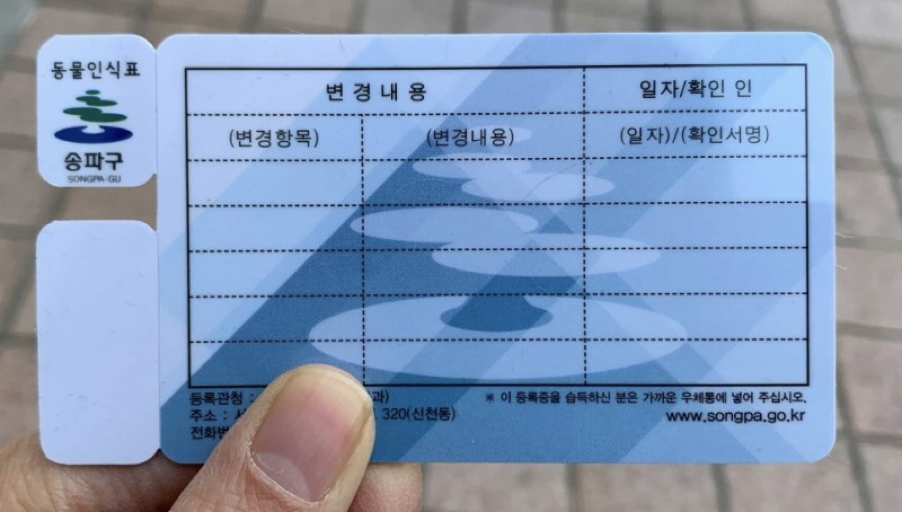 동물인식표
송파구
SONGPA-GU
변경내용 일자/확인 인
(변경항목) (변경내용) (일자)/(확인서명)
등록관청 : 과) ※ 이 등록증을 습득하신 분은 가까운 우체통에 넣어 주십시오.
주소 : 320(신천동) www.songpa.go.kr